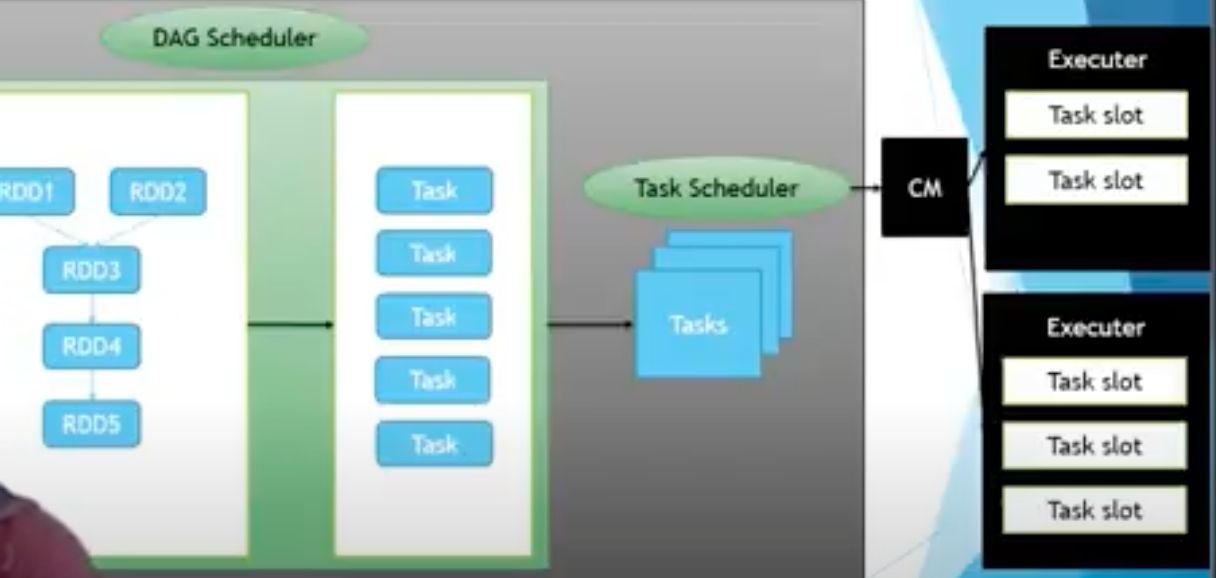 DAG Scheduler
RDD1
RDD2
RDD3
RDD4
RDD5
Task
Task
Task
Task
Task
Task Scheduler
Tasks
CM
Executer
Task slot
Task slot
Executer
Task slot
Task slot
Task slot